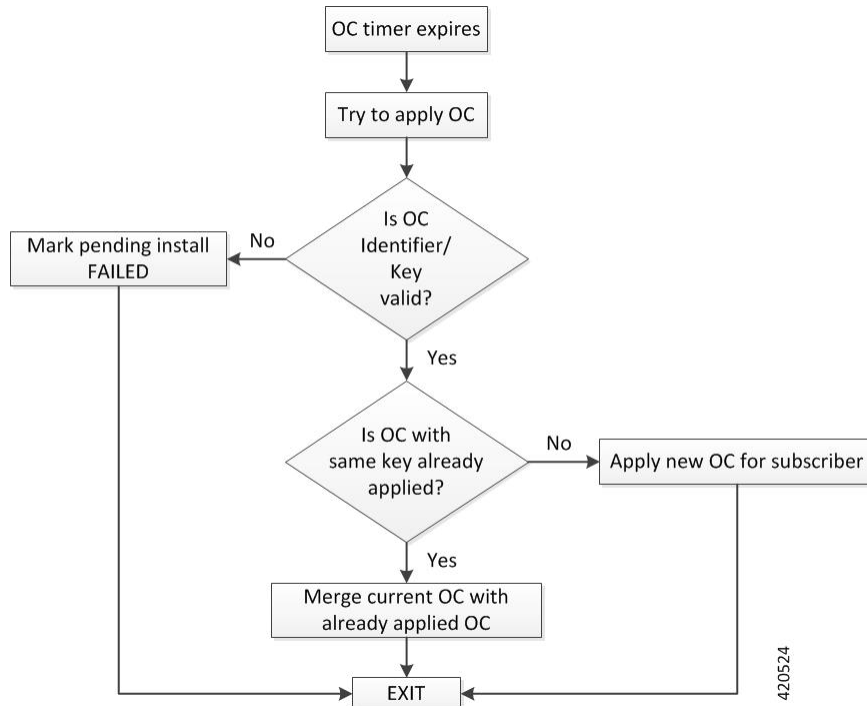 OC timer expires
Try to apply OC
Is OC
Identifier/
Key
valid?
No
Mark pending install
FAILED
Yes
Is OC with
same key already
applied?
No
Apply new OC for subscriber
Yes
Merge current OC with
already applied OC
EXIT
420524